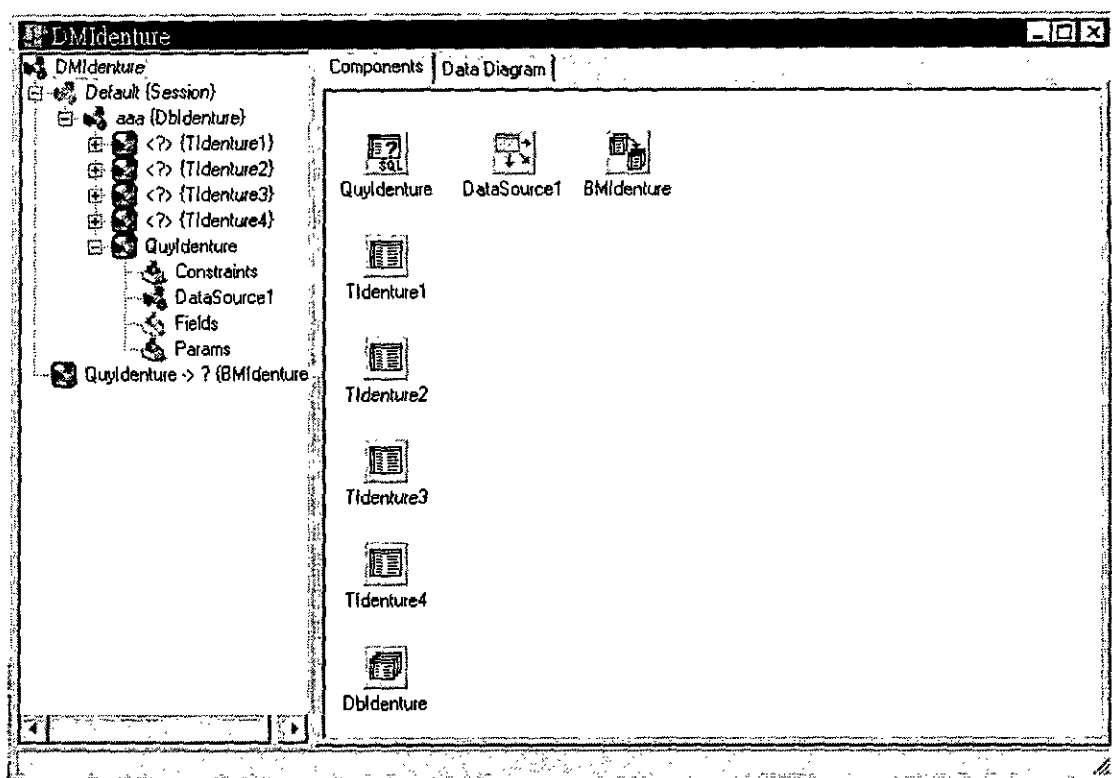 DMIdenture
DMIdenture
Default {Session}
aaa {DbIdenture}
<?> {TIdenture1}
<?> {TIdenture2}
<?> {TIdenture3}
<?> {TIdenture4}
QuyIdenture
Constraints
DataSource1
Fields
Params
QuyIdenture -> ? {BMIdenture
Components
Data Diagram
SQL
QuyIdenture
DataSource1
BMIdenture
TIdenture1
TIdenture2
TIdenture3
TIdenture4
DbIdenture